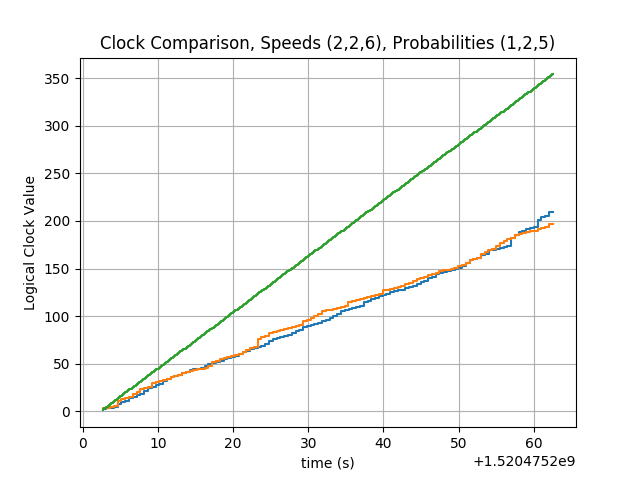 Clock Comparison, Speeds (2,2,6), Probabilities (1,2,5)
350
300
250
200
150
100
50
0
Logical Clock Value
0 10 20 30 40 50 60
time (s)
+1.5204752e9